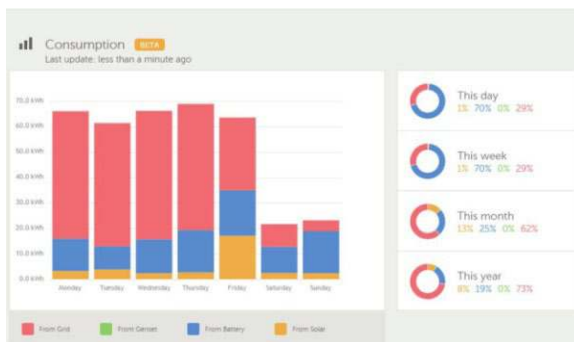 Consumption BETA
Last update: less than a minute ago
70.0 kWh
60.0 kWh
50.0 kWh
40.0 kWh
30.0 kWh
20.0 kWh
10.0 kWh
0.0 kWh
Monday Tuesday Wednesday Thursday Friday Saturday Sunday
From Grid From Genset From Battery From Solar
This day
1% 70% 0% 29%
This week
1% 70% 0% 29%
This month
13% 25% 0% 62%
This year
8% 19% 0% 73%